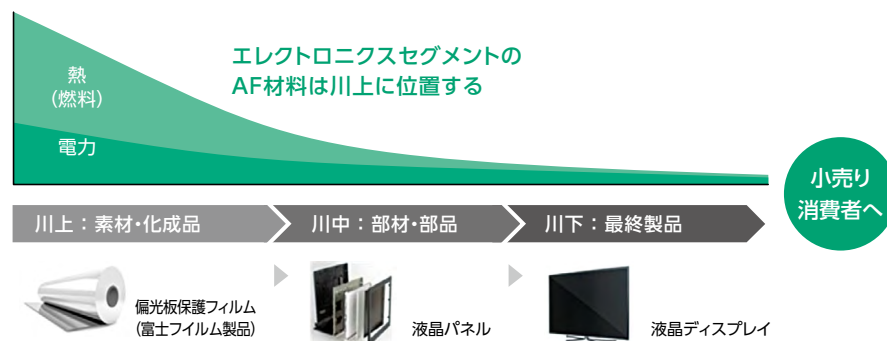 エレクトロニクスセグメントの
AF材料は川上に位置する
熱
(燃料)
電力
小売り
消費者へ
川上：素材・化成品
川中：部材・部品
川下：最終製品
偏光板保護フィルム
(富士フイルム製品)
液晶パネル
液晶ディスプレイ